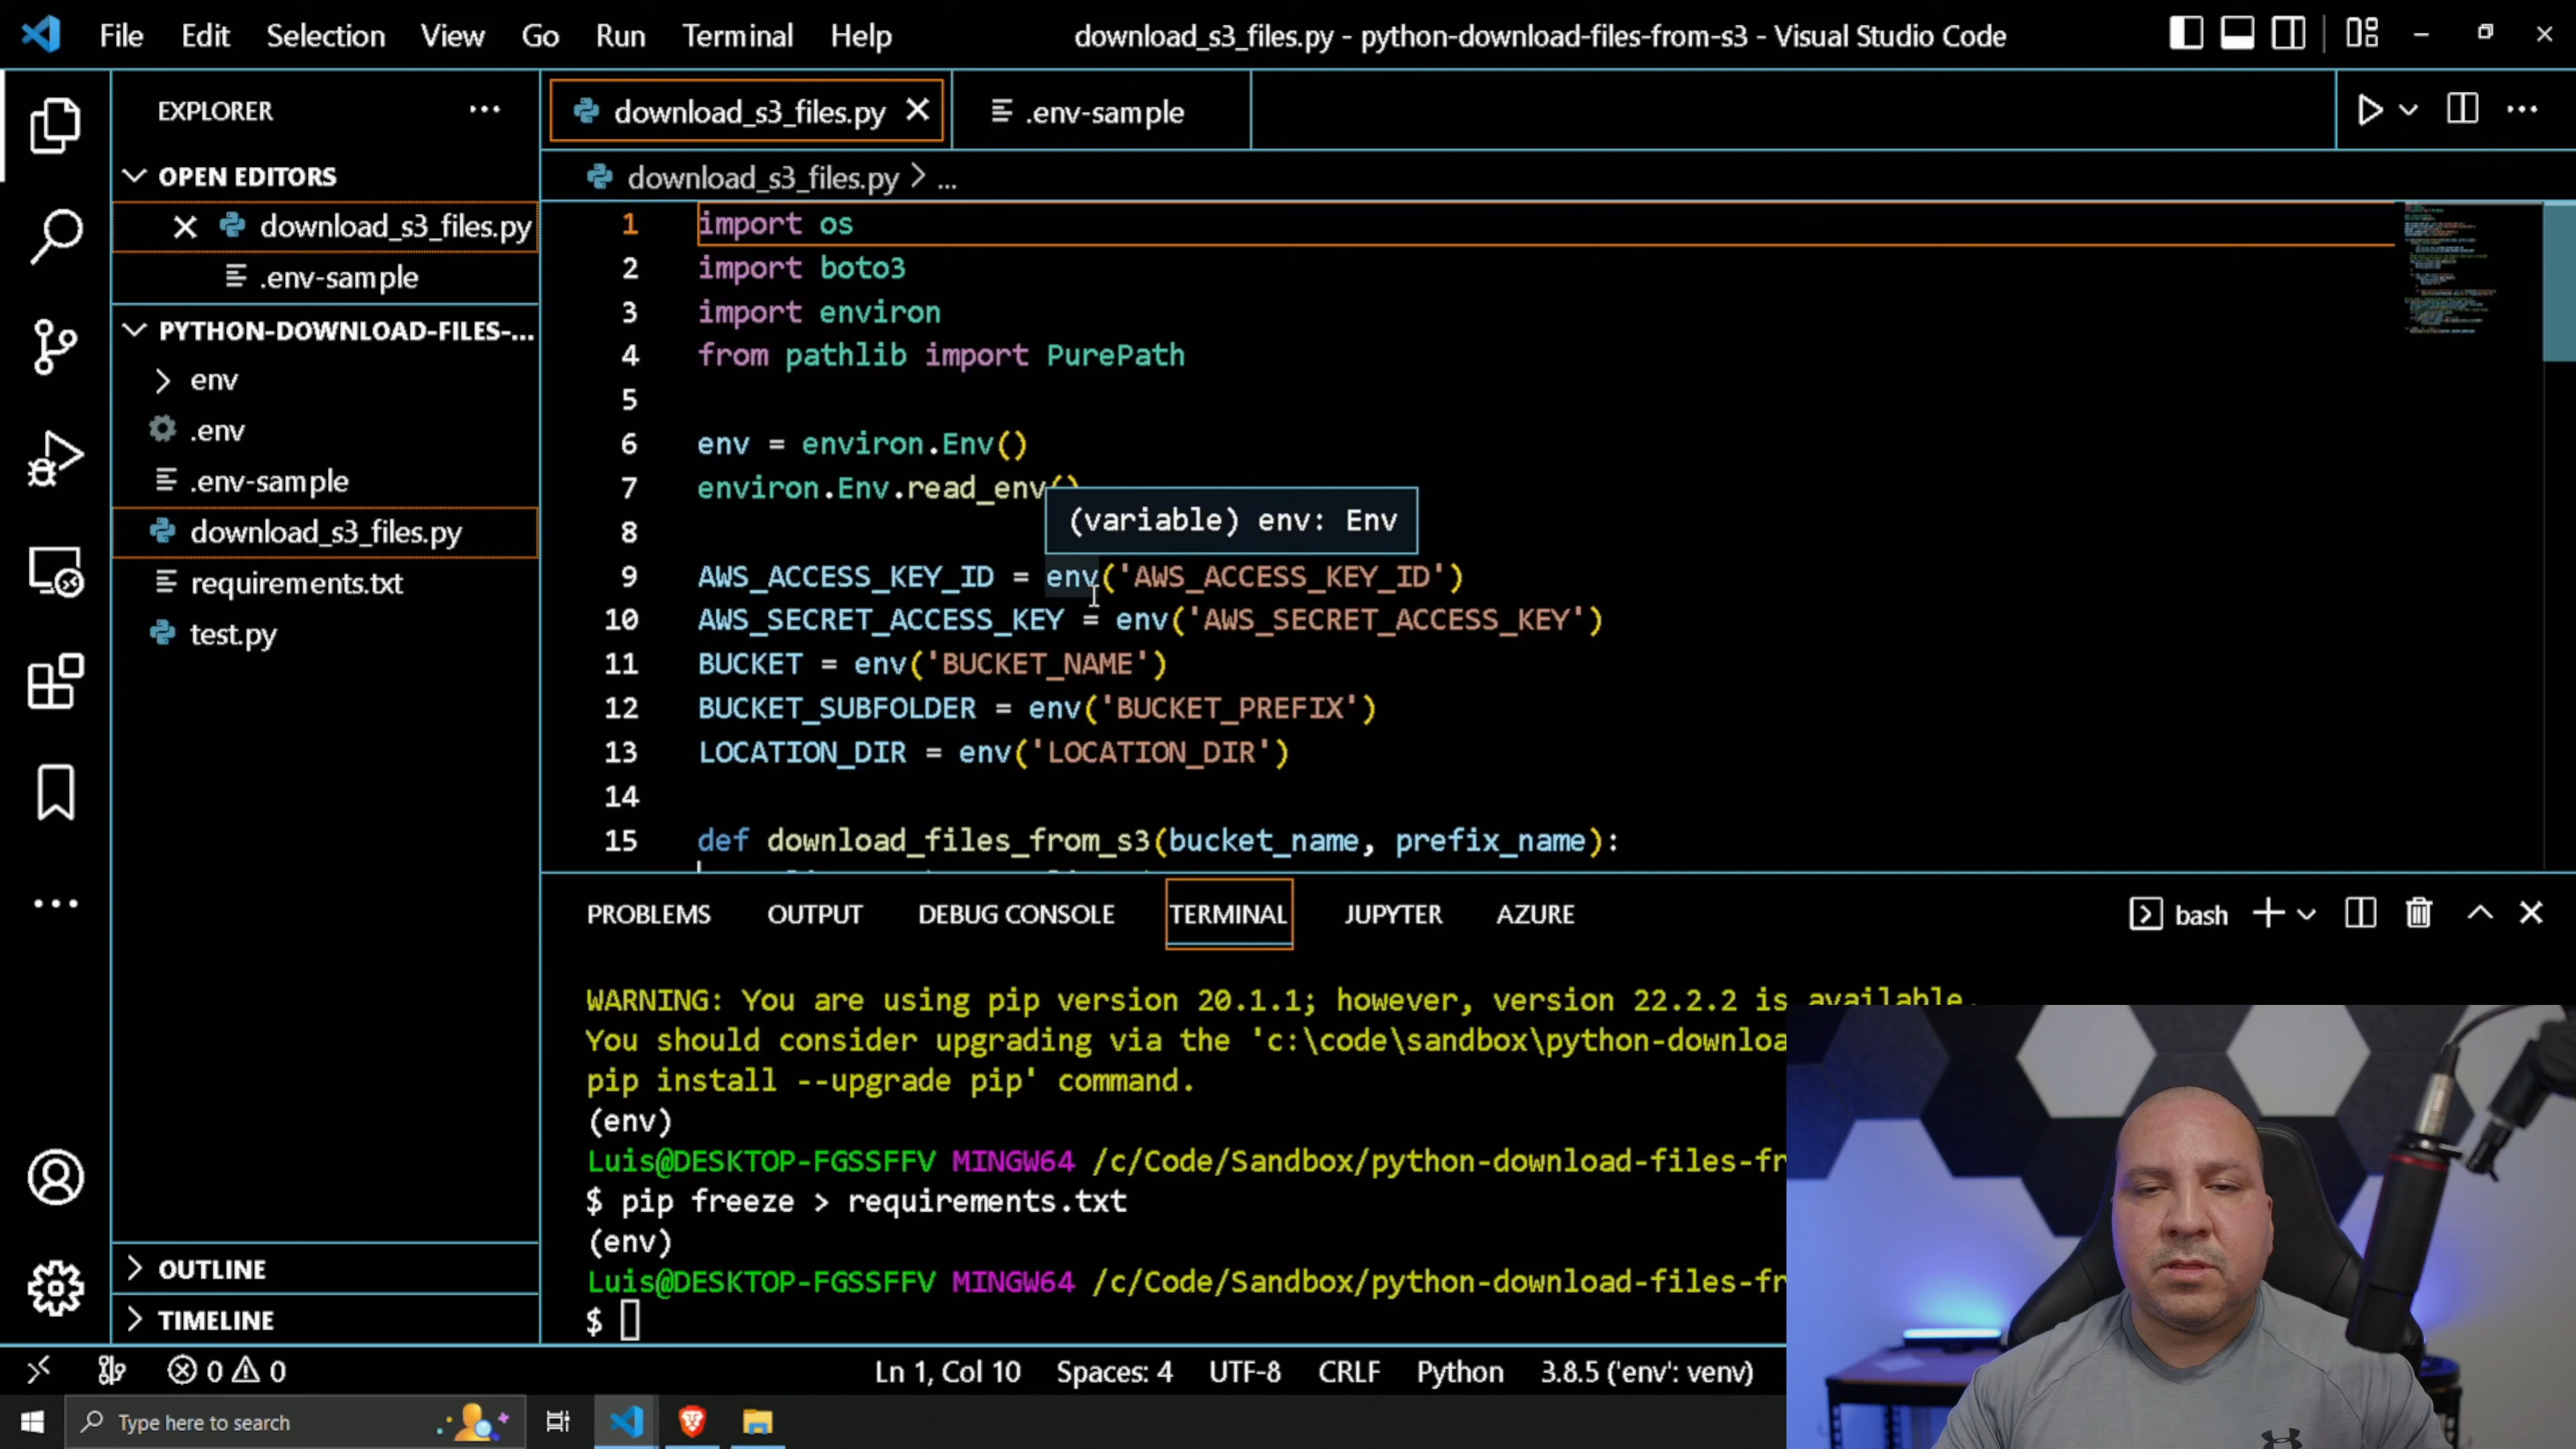 File Edit Selection View Go Run Terminal Help
download_s3_files.py - python-download-files-from-s3 - Visual Studio Code
EXPLORER
OPEN EDITORS
download_s3_files.py
.env-sample
PYTHON-DOWNLOAD-FILES-...
env
.env
.env-sample
download_s3_files.py
requirements.txt
test.py
OUTLINE
TIMELINE
download_s3_files.py
.env-sample
download_s3_files.py > ...
1 import os
2 import boto3
3 import environ
4 from pathlib import PurePath
5
6 env = environ.Env()
7 environ.Env.read_env()
(variable) env: Env
8
9 AWS_ACCESS_KEY_ID = env('AWS_ACCESS_KEY_ID')
10 AWS_SECRET_ACCESS_KEY = env('AWS_SECRET_ACCESS_KEY')
11 BUCKET = env('BUCKET_NAME')
12 BUCKET_SUBFOLDER = env('BUCKET_PREFIX')
13 LOCATION_DIR = env('LOCATION_DIR')
14
15 def download_files_from_s3(bucket_name, prefix_name):
PROBLEMS OUTPUT DEBUG CONSOLE TERMINAL JUPYTER AZURE
bash
WARNING: You are using pip version 20.1.1; however, version 22.2.2 is available.
You should consider upgrading via the 'c:\code\sandbox\python-downloa
pip install --upgrade pip' command.
(env)
Luis@DESKTOP-FGSSFFV MINGW64 /c/Code/Sandbox/python-download-files-fr
$ pip freeze > requirements.txt
(env)
Luis@DESKTOP-FGSSFFV MINGW64 /c/Code/Sandbox/python-download-files-fr
$
0 0
Ln 1, Col 10 Spaces: 4 UTF-8 CRLF Python 3.8.5 ('env': venv)
Type here to search